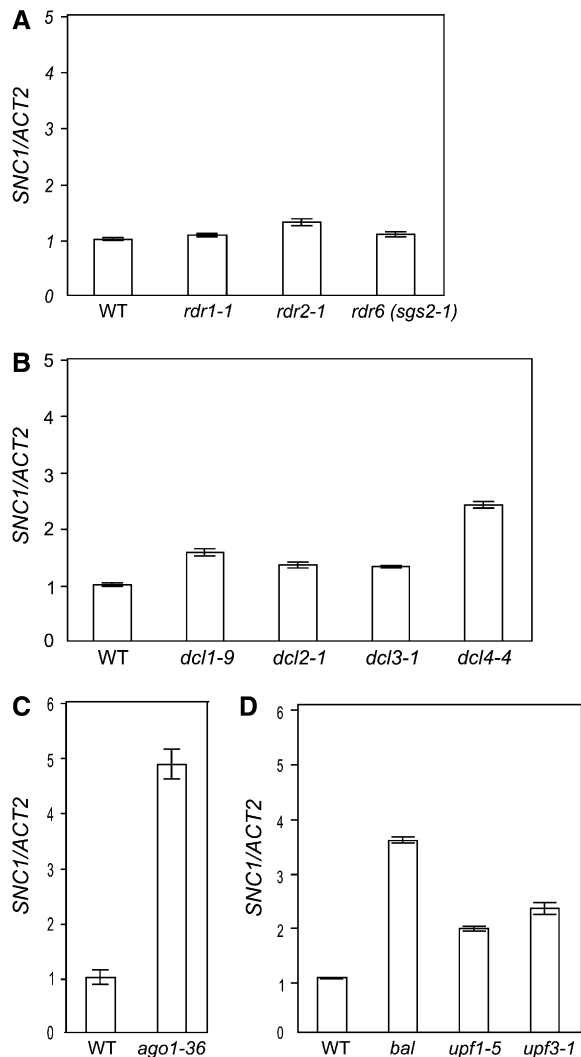 A
SNC1/ACT2
5
4
3
2
1
0
WT rdr1-1 rdr2-1 rdr6 (sgs2-1)
B
SNC1/ACT2
5
4
3
2
1
0
WT dcl1-9 dcl2-1 dcl3-1 dcl4-4
C
SNC1/ACT2
6
5
4
3
2
1
0
WT ago1-36
D
SNC1/ACT2
6
5
4
3
2
1
0
WT bal upf1-5 upf3-1